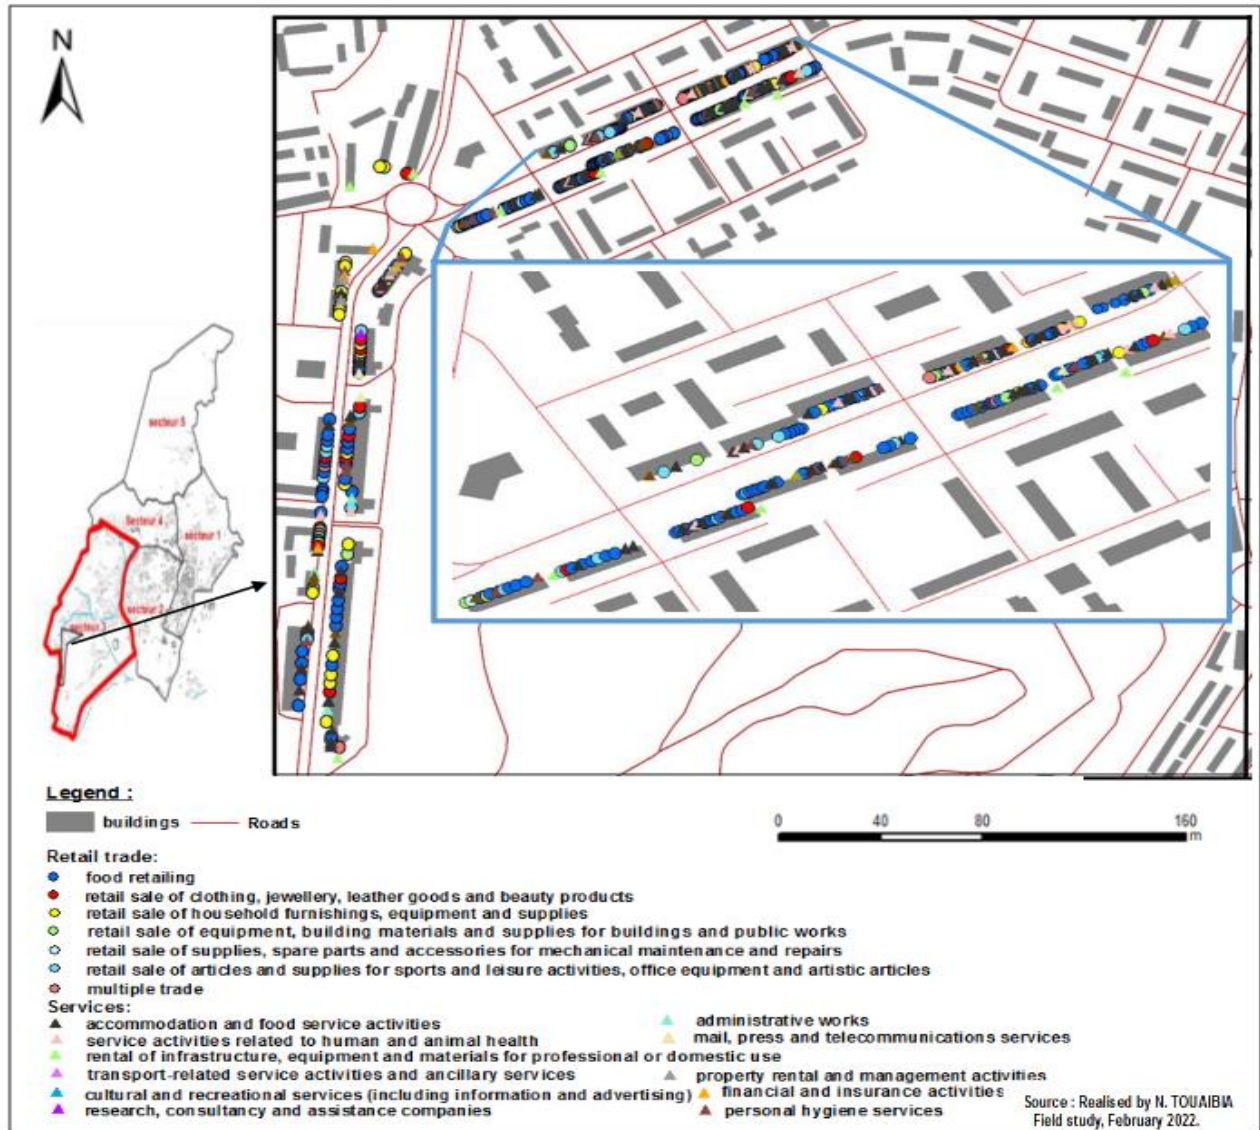 N
secteur 5
Secteur 4
secteur 1
secteur 2
secteur 3
Legend :
buildings
Roads
0 40 80 160
m
Retail trade:
food retailing
retail sale of clothing, jewellery, leather goods and beauty products
retail sale of household furnishings, equipment and supplies
retail sale of equipment, building materials and supplies for buildings and public works
retail sale of supplies, spare parts and accessories for mechanical maintenance and repairs
retail sale of articles and supplies for sports and leisure activities, office equipment and artistic articles
multiple trade
Services:
accommodation and food service activities
service activities related to human and animal health
rental of infrastructure, equipment and materials for professional or domestic use
transport-related service activities and ancillary services
cultural and recreational services (including information and advertising)
research, consultancy and assistance companies
administrative works
mail, press and telecommunications services
property rental and management activities
financial and insurance activities
personal hygiene services
Source : Realised by N. TOUAIBIA
Field study, February 2022.